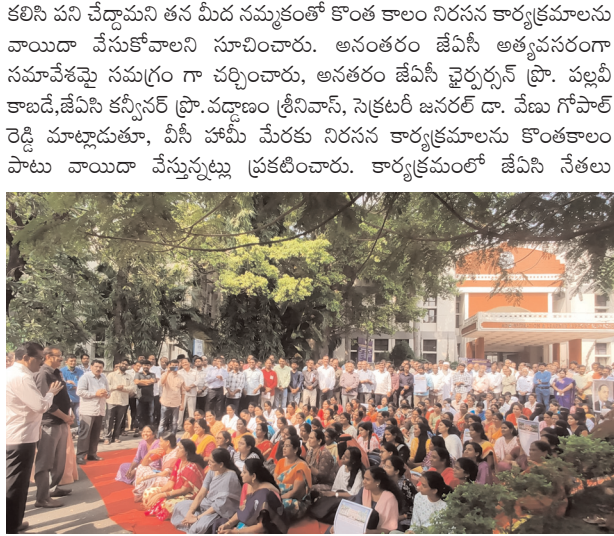 కలిసి పని చేద్దామని తన మీద నమ్మకంతో కొంత కాలం నిరసన కార్యక్రమాలను
వాయిదా వేసుకోవాలని సూచించారు. అనంతరం జేఏసీ అత్యవసరంగా
సమావేశమై సమగ్రం గా చర్చించారు, అనతరం జేఏసీ ఛైర్పర్సన్ ప్రొ. పల్లవీ
కాబడే,జేఏసి కన్వీనర్ ప్రొ.వడ్డాణం శ్రీనివాస్, సెక్రటరీ జనరల్ డా. వేణు గోపాల్
రెడ్డి మాట్లాడుతూ, వీసీ హామీ మేరకు నిరసన కార్యక్రమాలను కొంతకాలం
పాటు వాయిదా వేస్తున్నట్లు ప్రకటించారు. కార్యక్రమంలో జేఏసి నేతలు